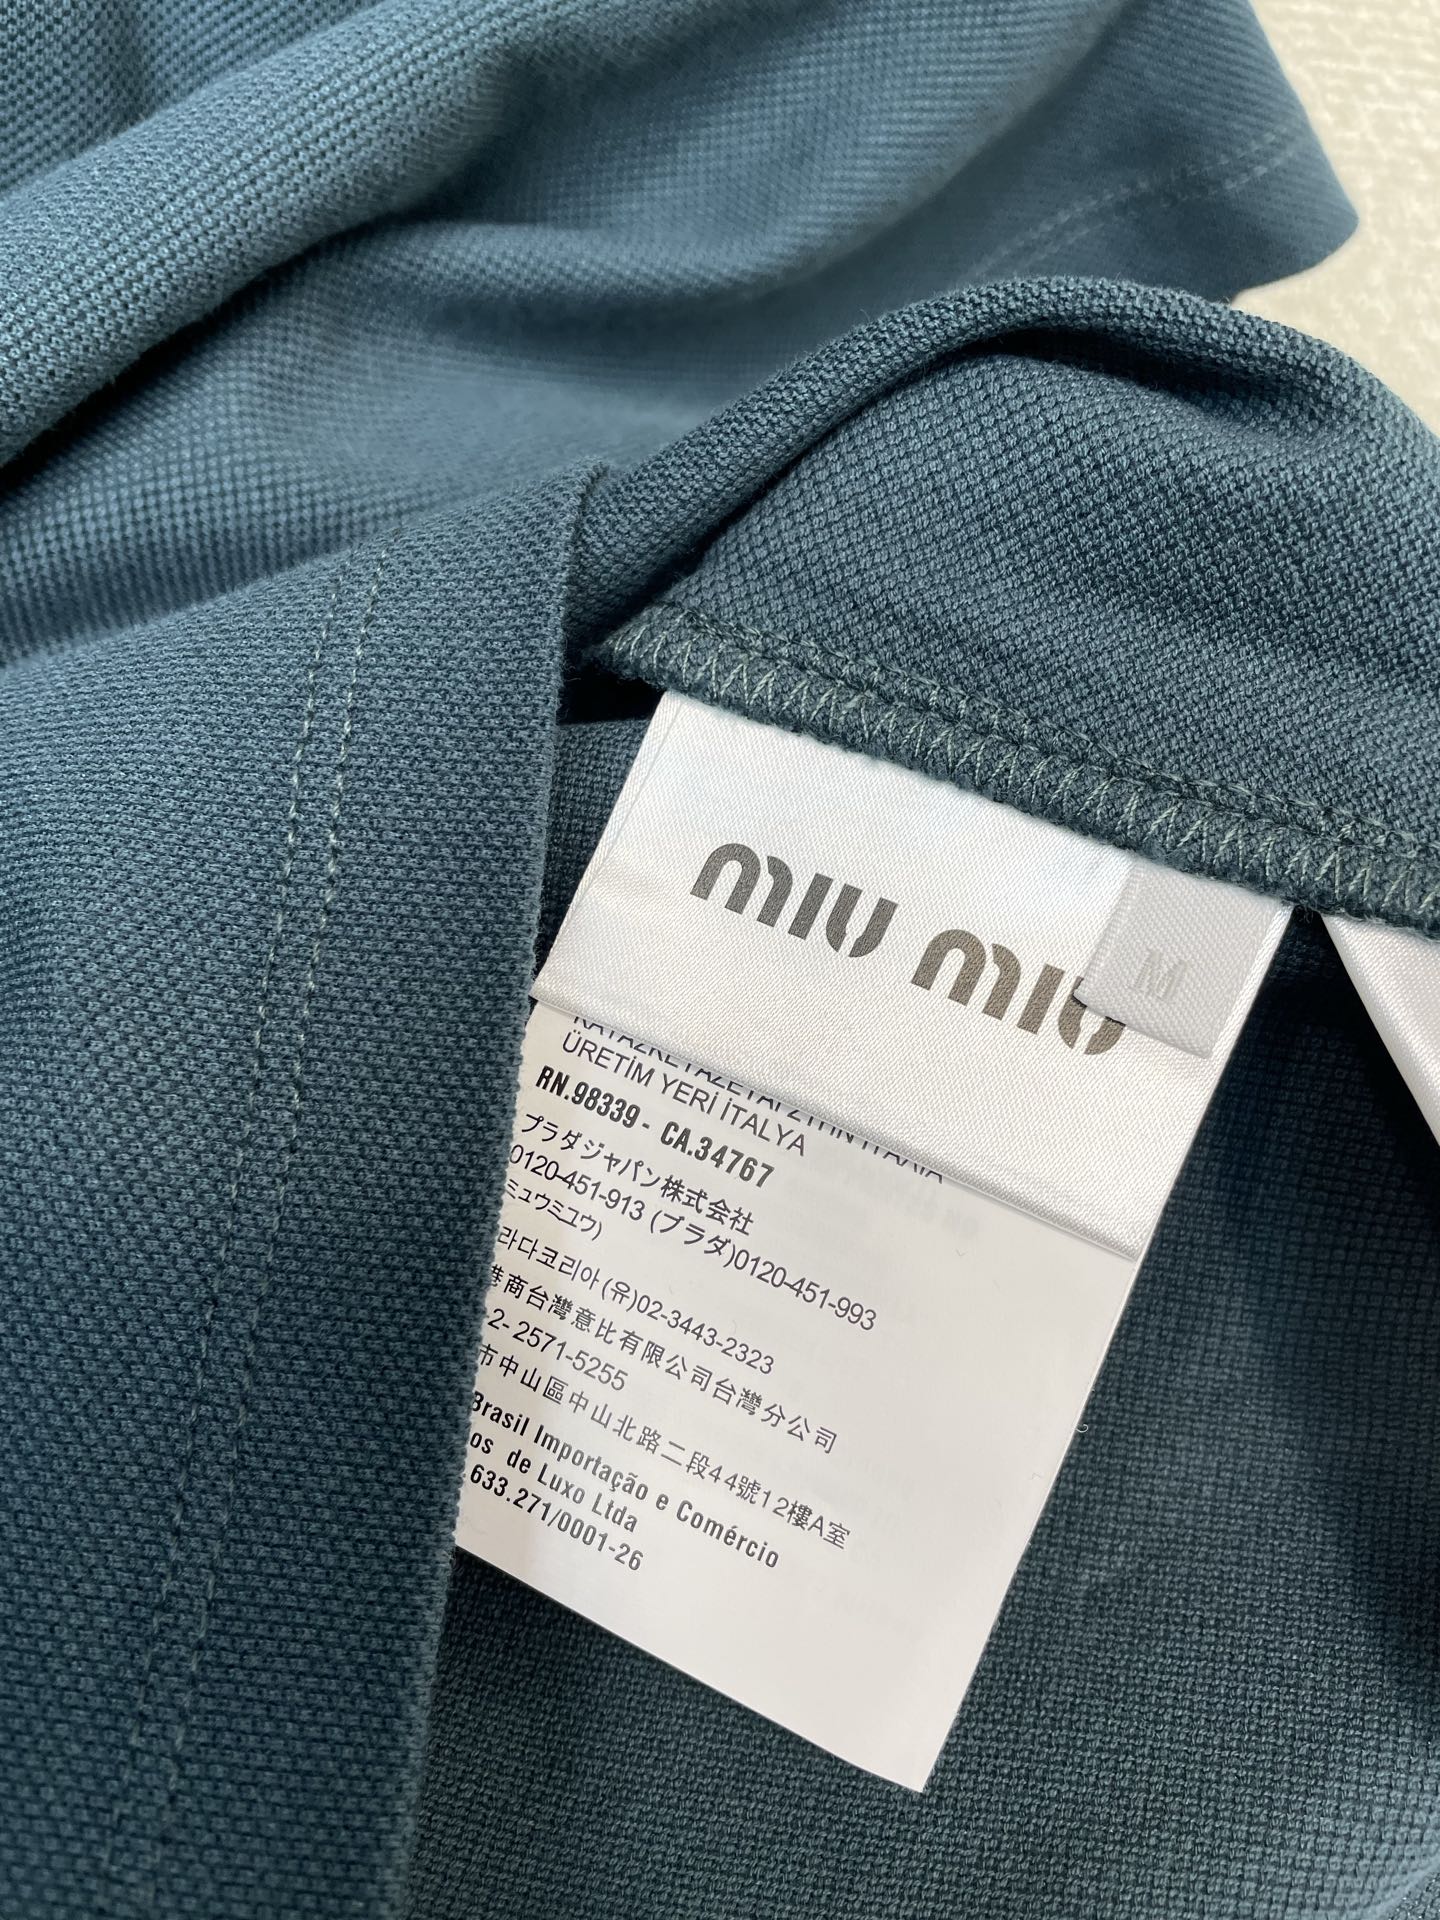 miu miu
M
ÜRETİM YERİ İTALYA
RN.98339 - CA.34767
プラダジャパン株式会社
0120-451-913 (プラダ)0120-451-993
ミュウミュウ)
라다코리아 (유)02-3443-2323
港商台灣意比有限公司台灣分公司
2- 2571-5255
市中山區中山北路二段44號12樓A室
Brasil Importação e Comércio
os de Luxo Ltda
.633.271/0001-26